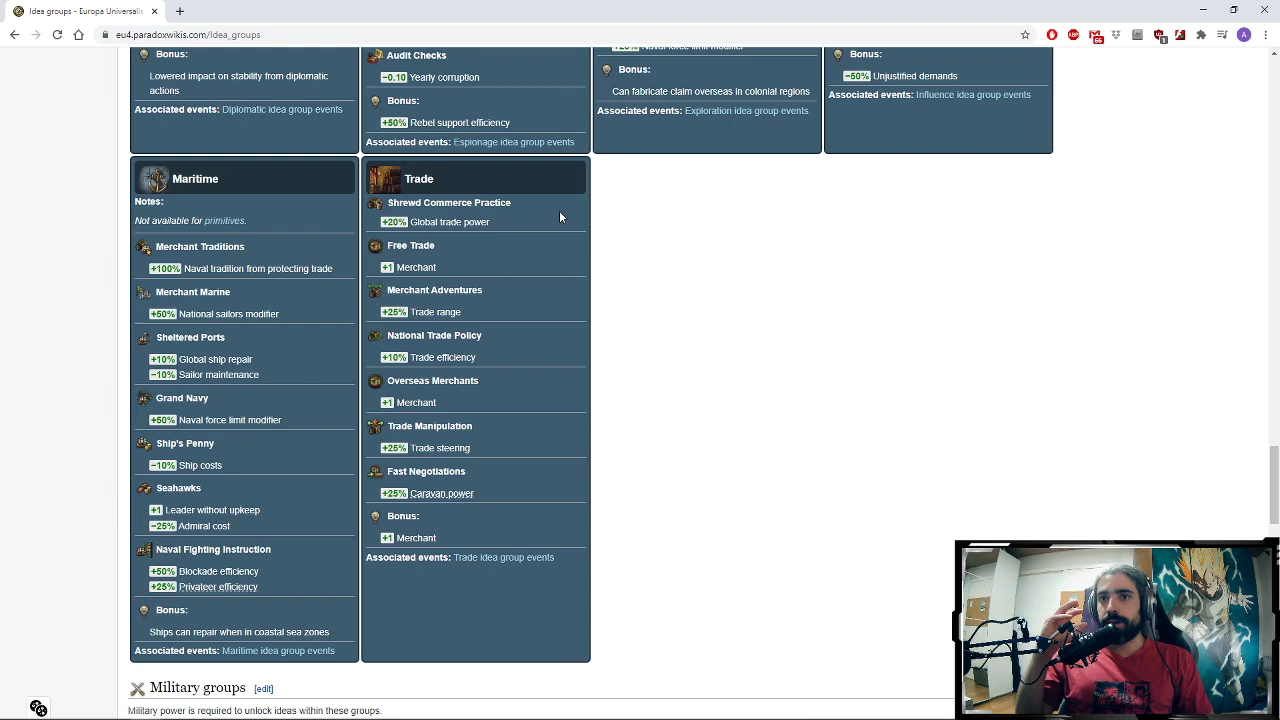 Idea groups - Europa Universalis
eu4.paradoxwikis.com/Idea_groups
66
1
A
Bonus:
Lowered impact on stability from diplomatic
actions
Associated events: Diplomatic idea group events
Audit Checks
−0.10 Yearly corruption
Bonus:
+50% Rebel support efficiency
Associated events: Espionage idea group events
+25% Naval force limit modifier
Bonus:
Can fabricate claim overseas in colonial regions
Associated events: Exploration idea group events
Bonus:
−50% Unjustified demands
Associated events: Influence idea group events
Maritime
Notes:
Not available for primitives.
Merchant Traditions
+100% Naval tradition from protecting trade
Merchant Marine
+50% National sailors modifier
Sheltered Ports
+10% Global ship repair
−10% Sailor maintenance
Grand Navy
+50% Naval force limit modifier
Ship's Penny
−10% Ship costs
Seahawks
+1 Leader without upkeep
−25% Admiral cost
Naval Fighting Instruction
+50% Blockade efficiency
+25% Privateer efficiency
Bonus:
Ships can repair when in coastal sea zones
Associated events: Maritime idea group events
Trade
Shrewd Commerce Practice
+20% Global trade power
Free Trade
+1 Merchant
Merchant Adventures
+25% Trade range
National Trade Policy
+10% Trade efficiency
Overseas Merchants
+1 Merchant
Trade Manipulation
+25% Trade steering
Fast Negotiations
+25% Caravan power
Bonus:
+1 Merchant
Associated events: Trade idea group events
Military groups [edit]
Military power is required to unlock ideas within these groups.